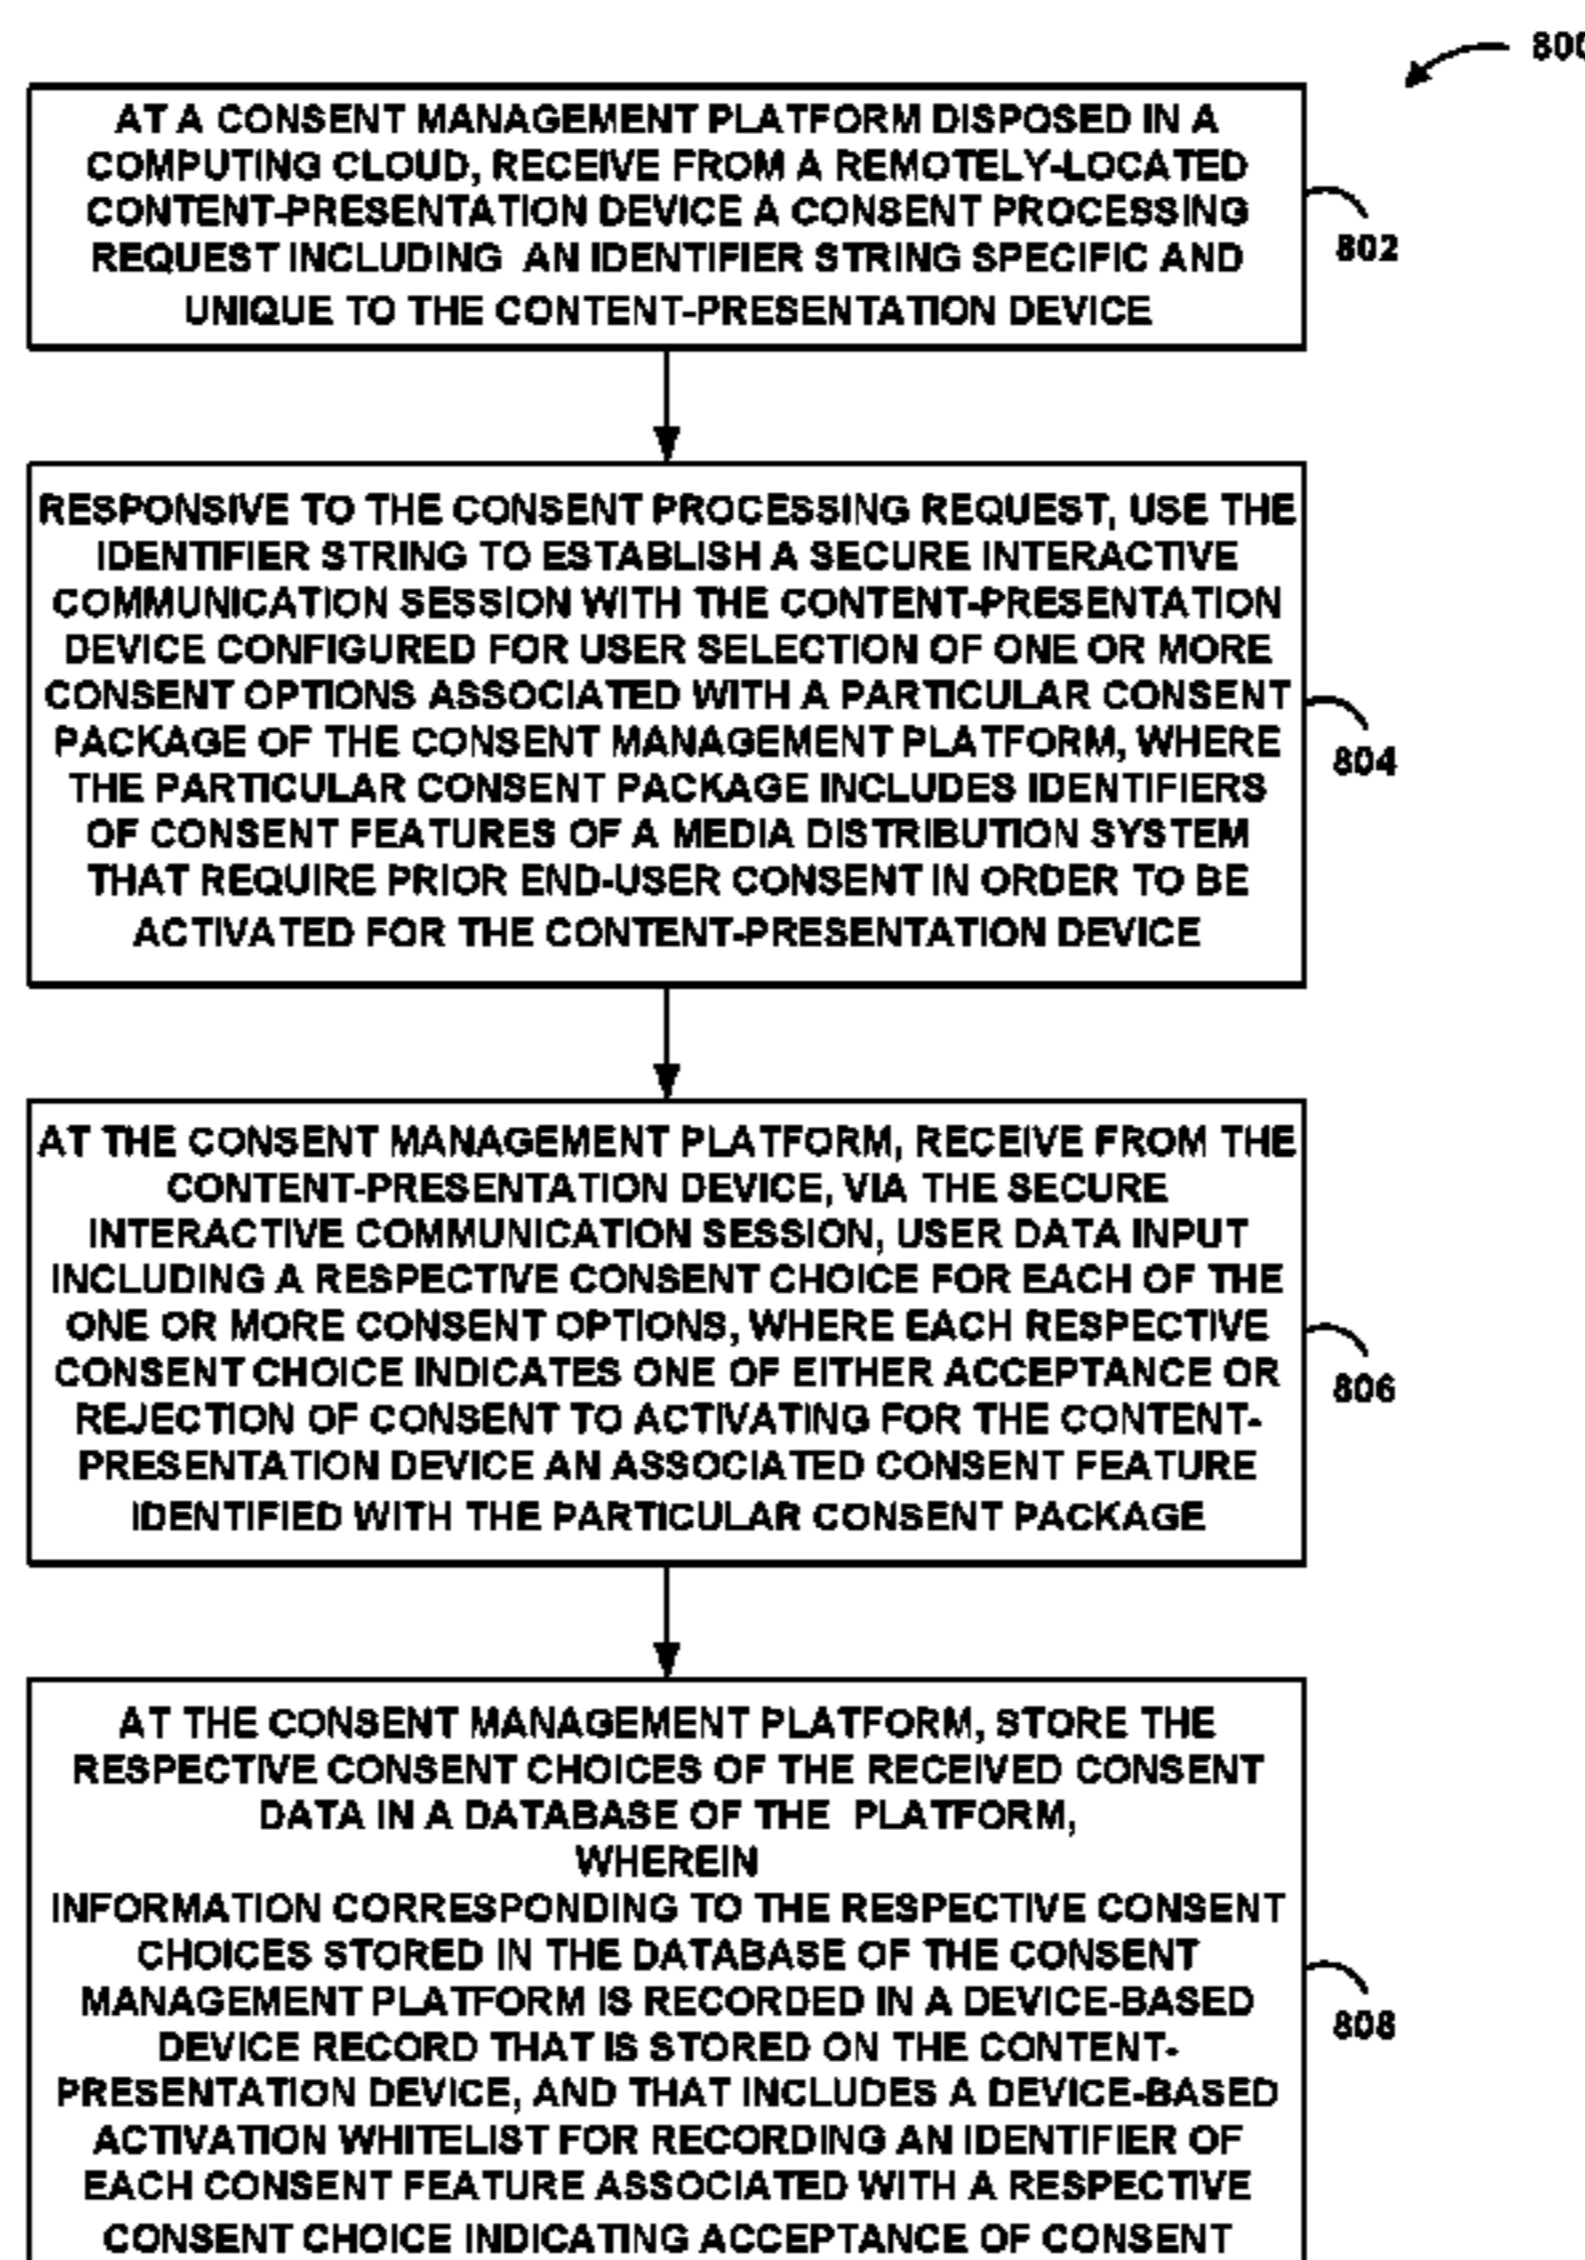 800
AT A CONSENT MANAGEMENT PLATFORM DISPOSED IN A
COMPUTING CLOUD, RECEIVE FROM A REMOTELY-LOCATED
CONTENT-PRESENTATION DEVICE A CONSENT PROCESSING
REQUEST INCLUDING AN IDENTIFIER STRING SPECIFIC AND
UNIQUE TO THE CONTENT-PRESENTATION DEVICE
802
RESPONSIVE TO THE CONSENT PROCESSING REQUEST, USE THE
IDENTIFIER STRING TO ESTABLISH A SECURE INTERACTIVE
COMMUNICATION SESSION WITH THE CONTENT-PRESENTATION
DEVICE CONFIGURED FOR USER SELECTION OF ONE OR MORE
CONSENT OPTIONS ASSOCIATED WITH A PARTICULAR CONSENT
PACKAGE OF THE CONSENT MANAGEMENT PLATFORM, WHERE
THE PARTICULAR CONSENT PACKAGE INCLUDES IDENTIFIERS
OF CONSENT FEATURES OF A MEDIA DISTRIBUTION SYSTEM
THAT REQUIRE PRIOR END-USER CONSENT IN ORDER TO BE
ACTIVATED FOR THE CONTENT-PRESENTATION DEVICE
804
AT THE CONSENT MANAGEMENT PLATFORM, RECEIVE FROM THE
CONTENT-PRESENTATION DEVICE, VIA THE SECURE
INTERACTIVE COMMUNICATION SESSION, USER DATA INPUT
INCLUDING A RESPECTIVE CONSENT CHOICE FOR EACH OF THE
ONE OR MORE CONSENT OPTIONS, WHERE EACH RESPECTIVE
CONSENT CHOICE INDICATES ONE OF EITHER ACCEPTANCE OR
REJECTION OF CONSENT TO ACTIVATING FOR THE CONTENT-
PRESENTATION DEVICE AN ASSOCIATED CONSENT FEATURE
IDENTIFIED WITH THE PARTICULAR CONSENT PACKAGE
806
AT THE CONSENT MANAGEMENT PLATFORM, STORE THE
RESPECTIVE CONSENT CHOICES OF THE RECEIVED CONSENT
DATA IN A DATABASE OF THE PLATFORM,
WHEREIN
INFORMATION CORRESPONDING TO THE RESPECTIVE CONSENT
CHOICES STORED IN THE DATABASE OF THE CONSENT
MANAGEMENT PLATFORM IS RECORDED IN A DEVICE-BASED
DEVICE RECORD THAT IS STORED ON THE CONTENT-
PRESENTATION DEVICE, AND THAT INCLUDES A DEVICE-BASED
ACTIVATION WHITELIST FOR RECORDING AN IDENTIFIER OF
EACH CONSENT FEATURE ASSOCIATED WITH A RESPECTIVE
CONSENT CHOICE INDICATING ACCEPTANCE OF CONSENT
808